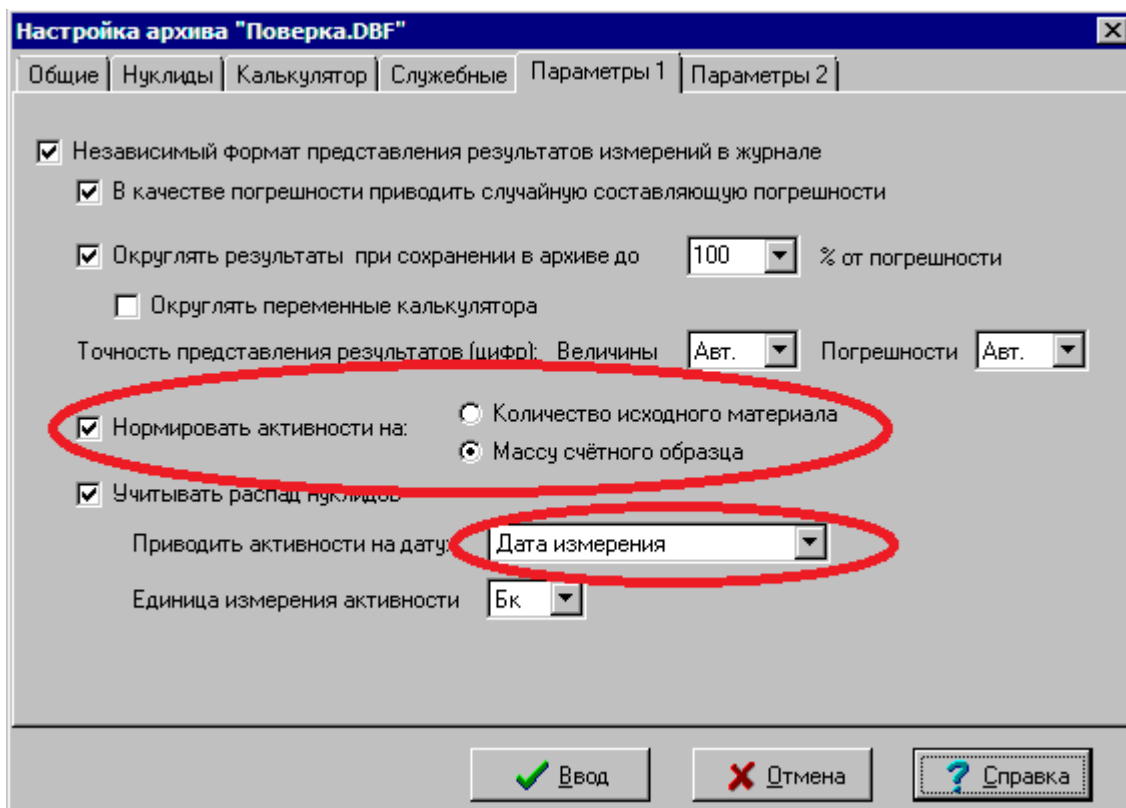 Настройка архива "Поверка.DBF"
Общие Нуклиды Калькулятор Служебные Параметры 1 Параметры 2
Независимый формат представления результатов измерений в журнале
В качестве погрешности приводить случайную составляющую погрешности
Округлять результаты при сохранении в архиве до 100 % от погрешности
Округлять переменные калькулятора
Точность представления результатов (цифр): Величины Авт. Погрешности Авт.
Количество исходного материала
Нормировать активности на:
Массу счётного образца
Учитывать распад нуклидов
Приводить активности на дату: Дата измерения
Единица измерения активности Бк
Ввод Отмена Справка